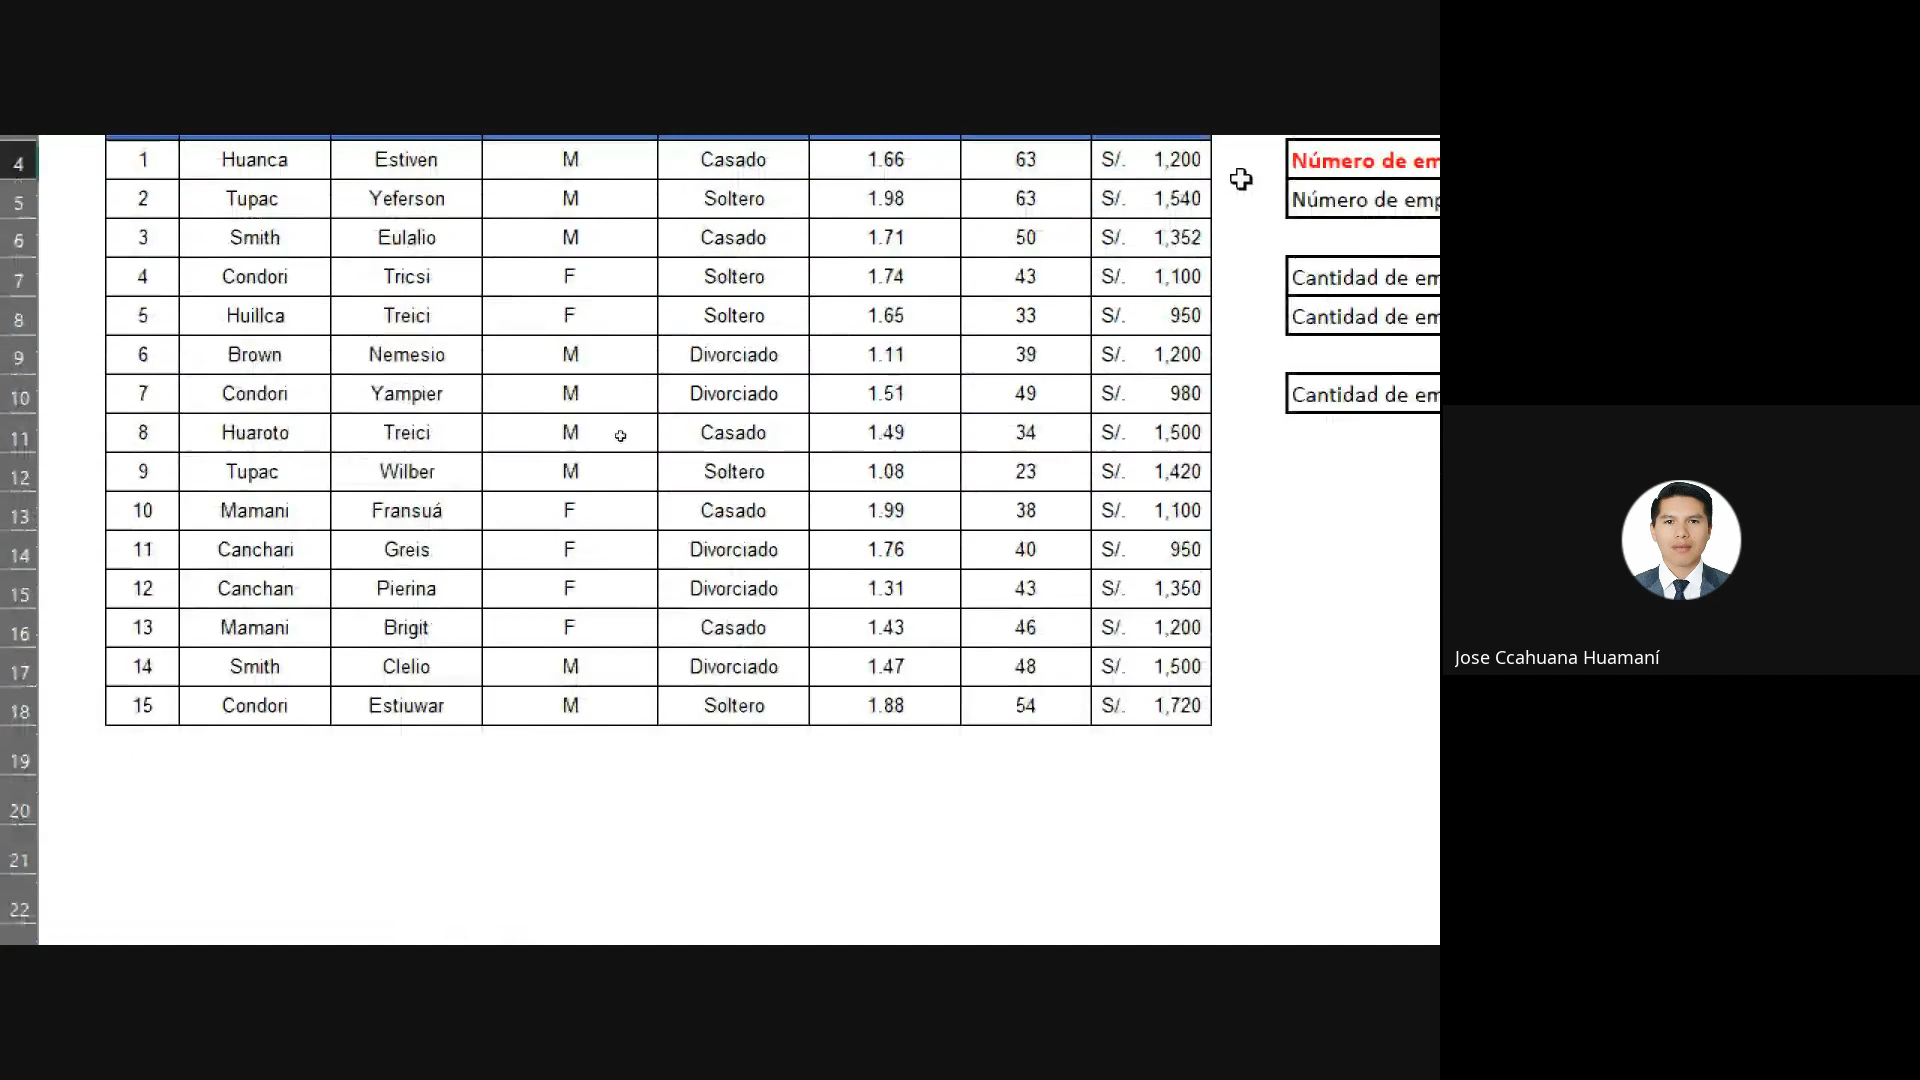 4 1 Huanca Estiven M Casado 1.66 63 S/. 1,200 Número de em
5 2 Tupac Yeferson M Soltero 1.98 63 S/. 1,540 Número de emp
6 3 Smith Eulalio M Casado 1.71 50 S/. 1,352
7 4 Condori Tricsi F Soltero 1.74 43 S/. 1,100 Cantidad de em
8 5 Huillca Treici F Soltero 1.65 33 S/. 950 Cantidad de em
9 6 Brown Nemesio M Divorciado 1.11 39 S/. 1,200
10 7 Condori Yampier M Divorciado 1.51 49 S/. 980 Cantidad de em
11 8 Huaroto Treici M Casado 1.49 34 S/. 1,500
12 9 Tupac Wilber M Soltero 1.08 23 S/. 1,420
13 10 Mamani Fransuá F Casado 1.99 38 S/. 1,100
14 11 Canchari Greis F Divorciado 1.76 40 S/. 950
15 12 Canchan Pierina F Divorciado 1.31 43 S/. 1,350
16 13 Mamani Brigit F Casado 1.43 46 S/. 1,200
17 14 Smith Clelio M Divorciado 1.47 48 S/. 1,500
18 15 Condori Estiuwar M Soltero 1.88 54 S/. 1,720
19
20
21
22
Jose Ccahuana Huamaní